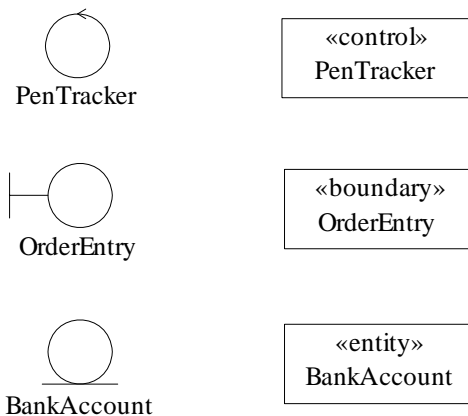 «control»
PenTracker
PenTracker
«boundary»
OrderEntry
OrderEntry
«entity»
BankAccount
BankAccount